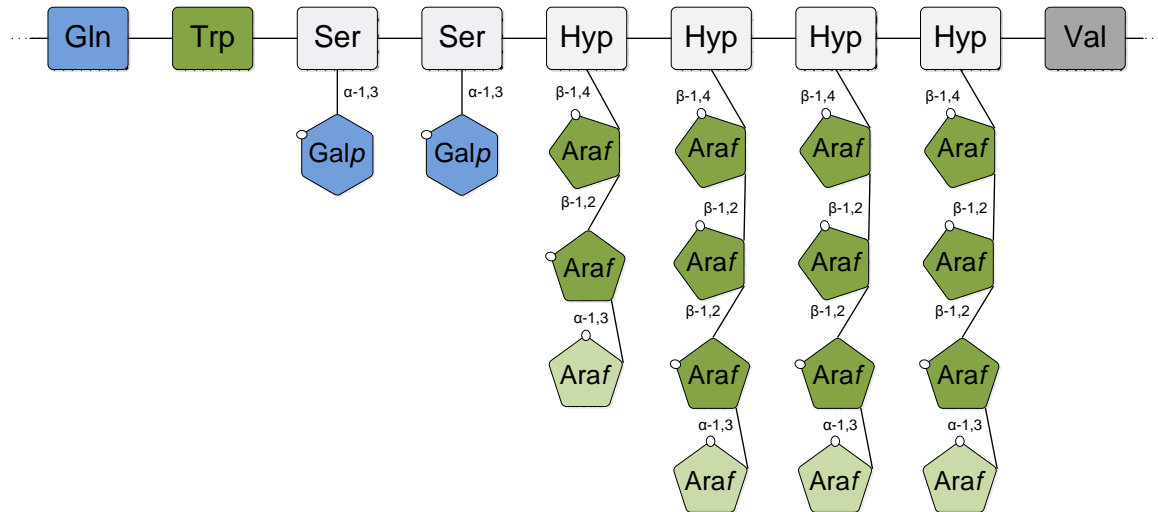 Gln Trp Ser Ser Hyp Hyp Hyp Hyp Val
α-1,3 α-1,3 β-1,4 β-1,4 β-1,4 β-1,4
Galp Galp Araf Araf Araf Araf
β-1,2 β-1,2 β-1,2 β-1,2
Araf Araf Araf Araf
α-1,3 β-1,2 β-1,2 β-1,2
Araf Araf Araf Araf
α-1,3 α-1,3 α-1,3
Araf Araf Araf